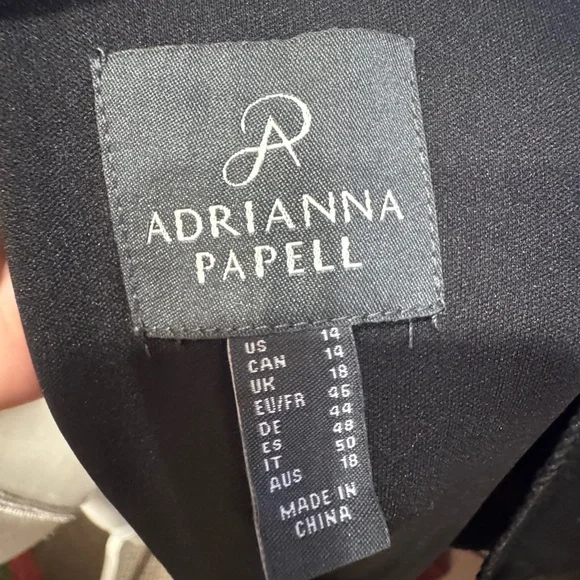 ADRIANNA
PAPELL
US 14
CAN 14
UK 18
EU/FR 46
DE 44
ES 48
IT 50
AUS 18
MADE IN
CHINA